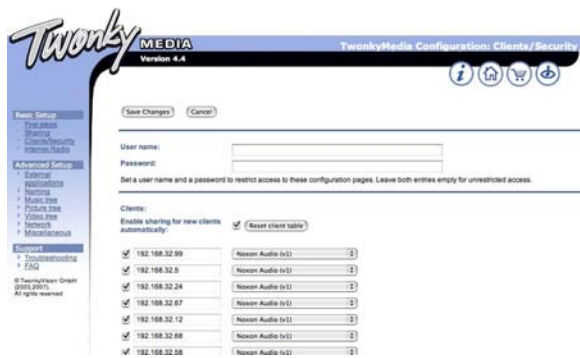 Twonky
MEDIA
Version 4.4
TwonkyMedia Configuration: Clients/Security
Basic Setup
First steps
Sharing
Clients/Security
Internet Radio
Advanced Setup
External
applications
Naming
Music tree
Picture tree
Video tree
Network
Miscellaneous
Support
Troubleshooting
FAQ
© TwonkyVision GmbH
(2003,2007).
All rights reserved
Save Changes Cancel
User name:
Password:
Set a user name and a password to restrict access to these configuration pages. Leave both entries empty for unrestricted access.
Clients:
Enable sharing for new clients
automatically:
Reset client table
192.168.32.99 Noxon Audio (v1)
192.168.32.5 Noxon Audio (v1)
192.168.32.24 Noxon Audio (v1)
192.168.32.67 Noxon Audio (v1)
192.168.32.12 Noxon Audio (v1)
192.168.32.68 Noxon Audio (v1)
192.168.32.58 Noxon Audio (v1)